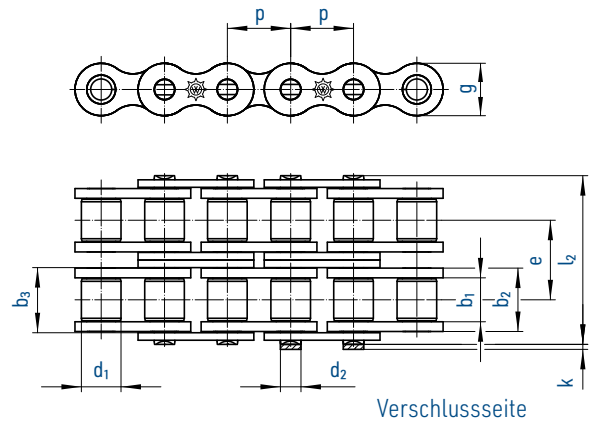 p p
g
b₃
e
l₂
b₁
b₂
d₁
d₂
k
Verschlussseite